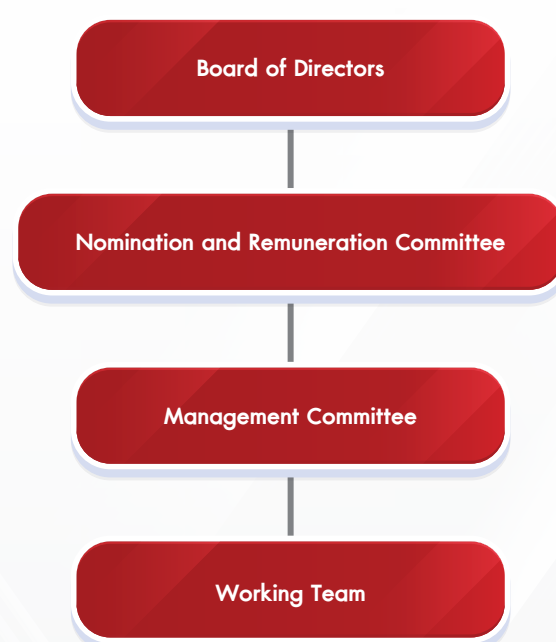 Board of Directors
Nomination and Remuneration Committee
Management Committee
Working Team